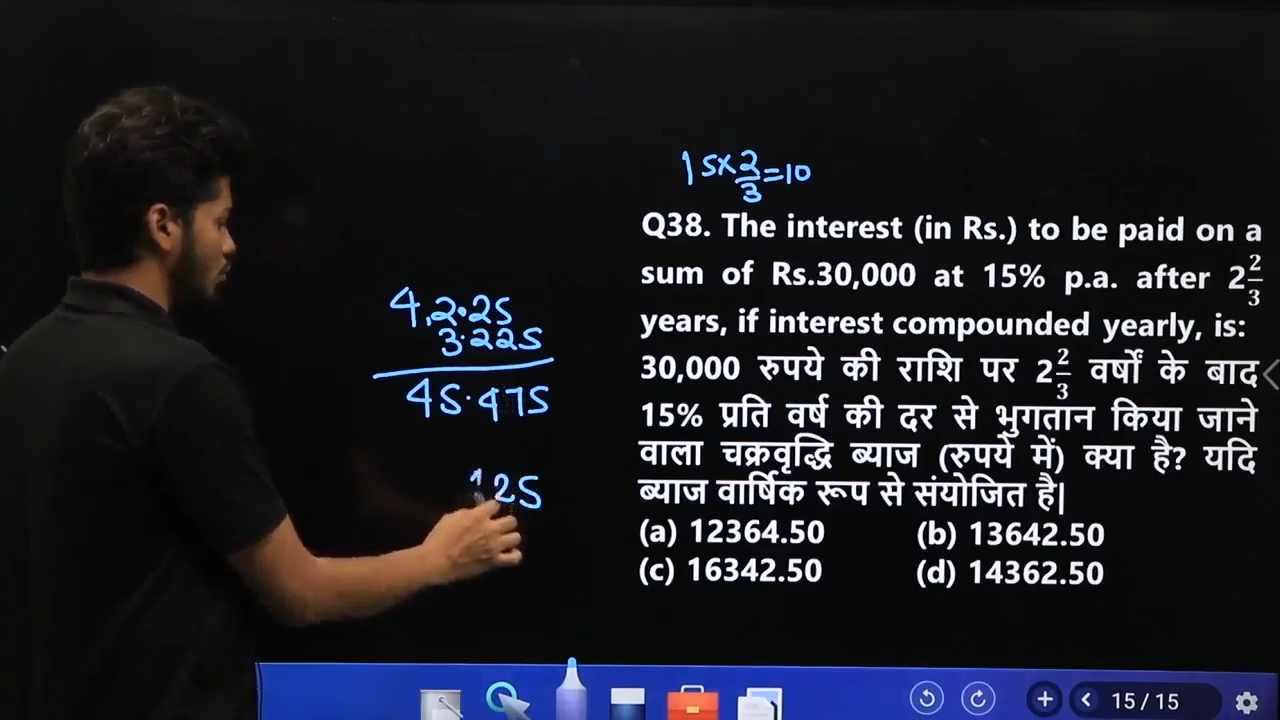 15×2/3=10
Q38. The interest (in Rs.) to be paid on a
sum of Rs.30,000 at 15% p.a. after 2 2/3
years, if interest compounded yearly, is:
30,000 रुपये की राशि पर 2 2/3 वर्षों के बाद
15% प्रति वर्ष की दर से भुगतान किया जाने
वाला चक्रवृद्धि ब्याज (रुपये में) क्या है? यदि
ब्याज वार्षिक रूप से संयोजित है|
(a) 12364.50 (b) 13642.50
(c) 16342.50 (d) 14362.50
42.25
3.225
45.475
125
15 / 15